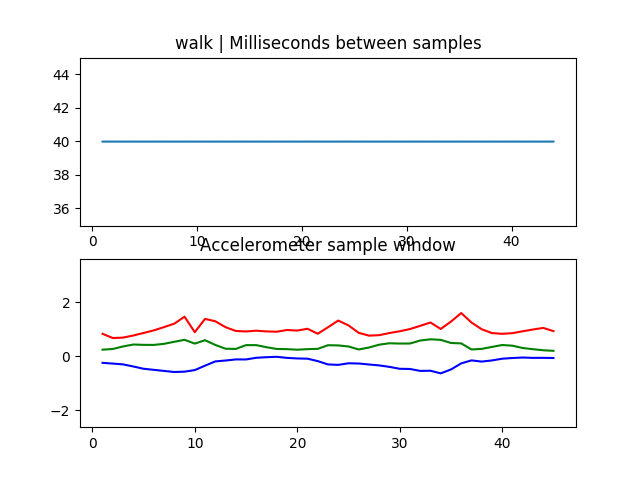 walk | Milliseconds between samples
44
42
40
38
36
0 10 20 30 40
Accelerometer sample window
2
0
−2
0 10 20 30 40